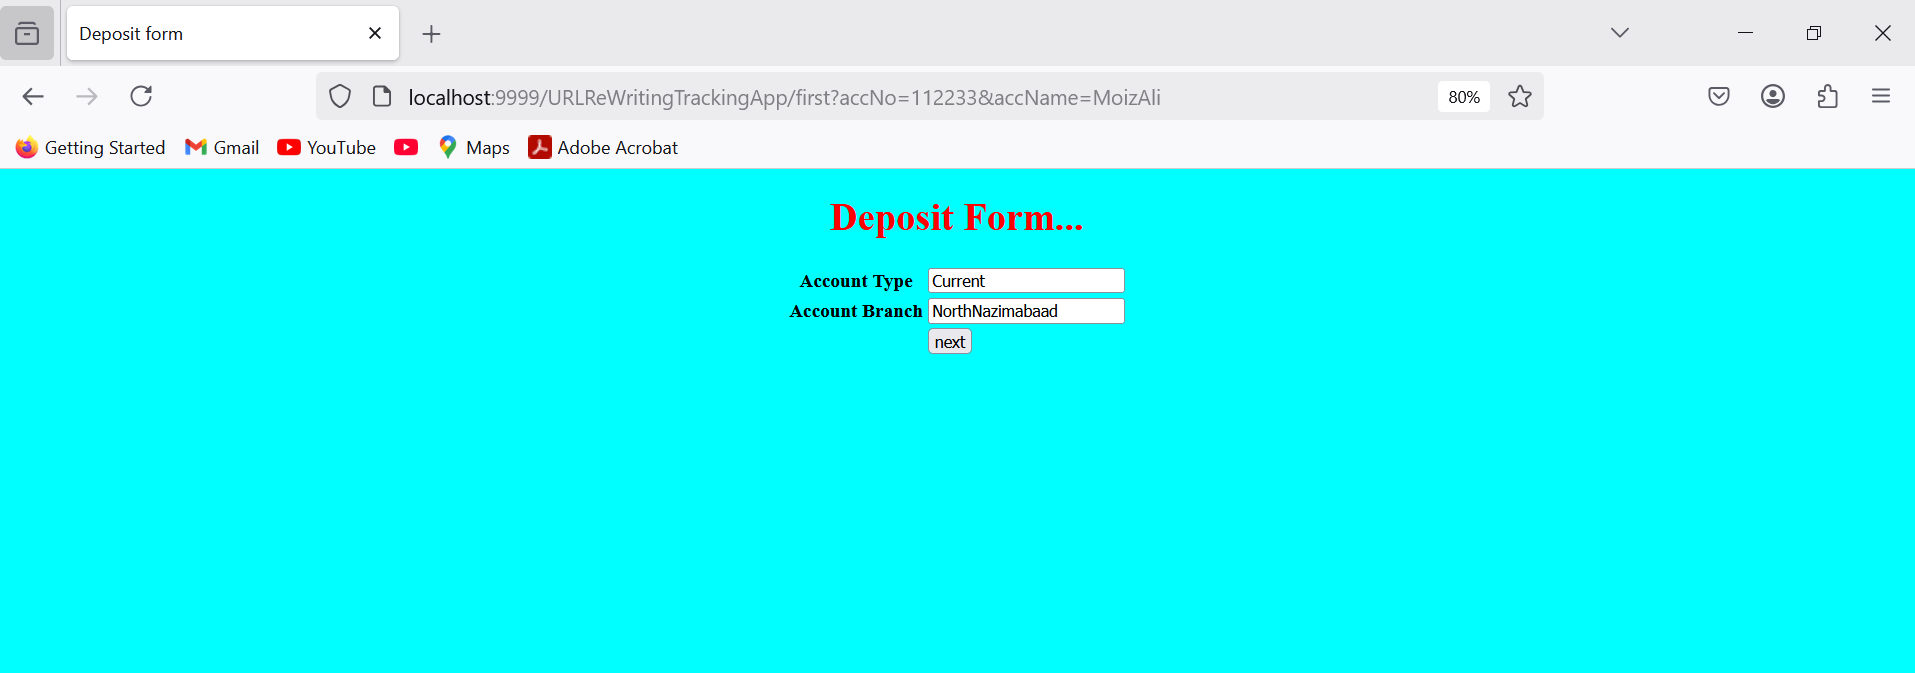 Deposit form
localhost:9999/URLReWritingTrackingApp/first?accNo=112233&accName=MoizAli
80%
Getting Started Gmail YouTube Maps Adobe Acrobat
Deposit Form...
Account Type Current
Account Branch NorthNazimabaad
next